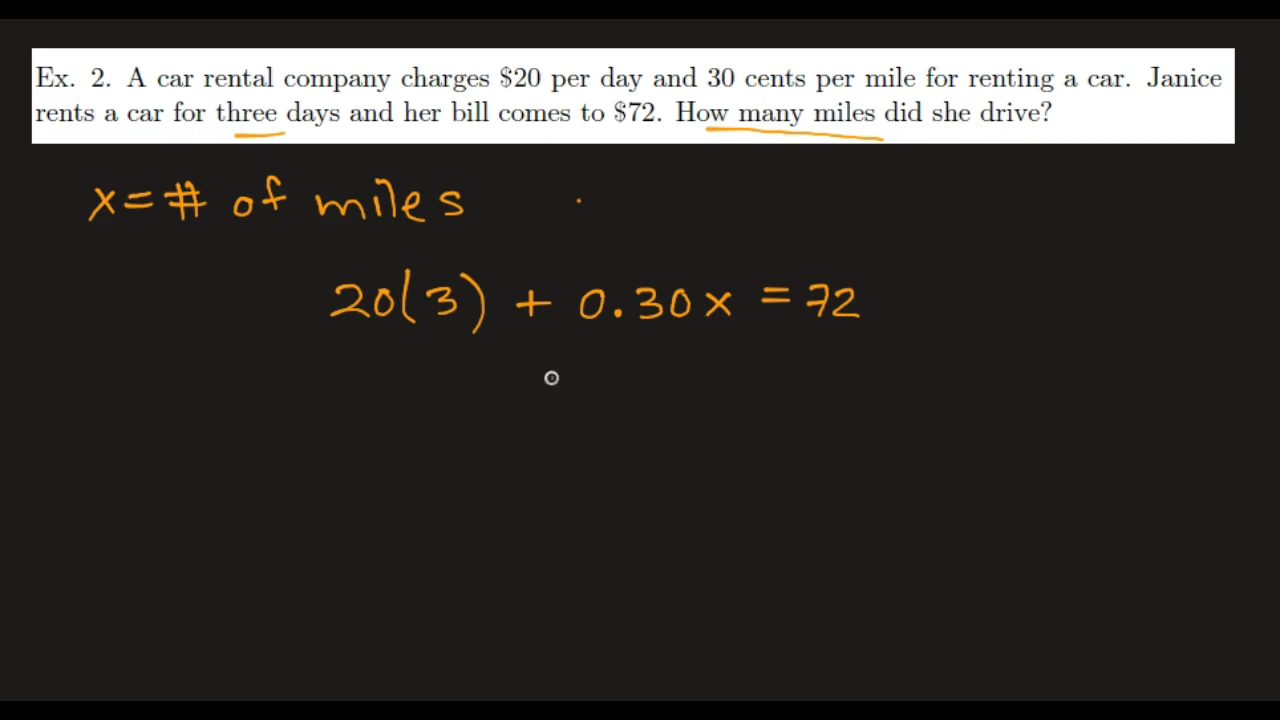 Ex. 2. A car rental company charges $20 per day and 30 cents per mile for renting a car. Janice
rents a car for three days and her bill comes to $72. How many miles did she drive?
x = # of miles
20(3) + 0.30x = 72